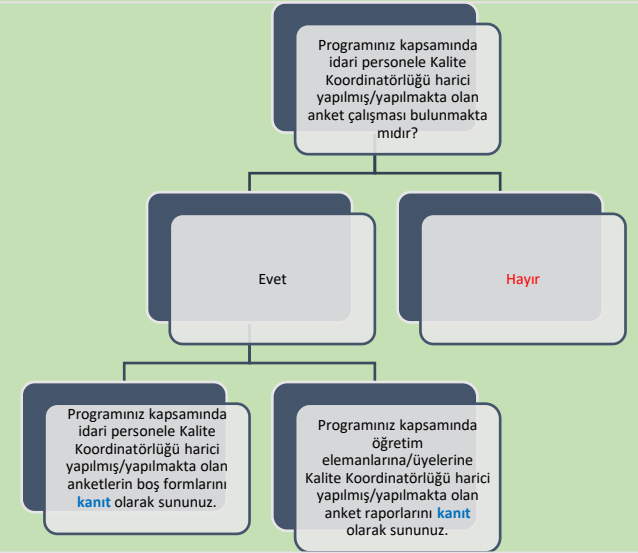 Programınız kapsamında
idari personele Kalite
Koordinatörlüğü harici
yapılmış/yapılmakta olan
anket çalışması bulunmakta
mıdır?
Evet
Hayır
Programınız kapsamında
idari personele Kalite
Koordinatörlüğü harici
yapılmış/yapılmakta olan
anketlerin boş formlarını
kanıt olarak sununuz.
Programınız kapsamında
öğretim
elemanlarına/üyelerine
Kalite Koordinatörlüğü harici
yapılmış/yapılmakta olan
anket raporlarını kanıt
olarak sununuz.